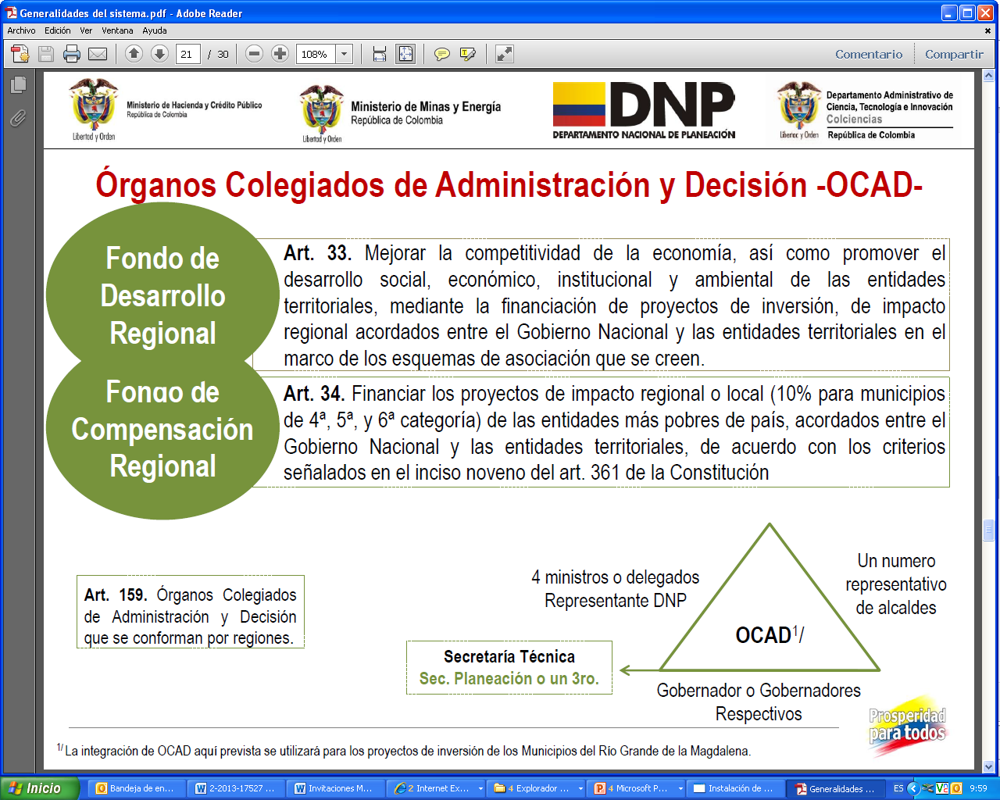 Generalidades del sistema.pdf - Adobe Reader
Archivo Edición Ver Ventana Ayuda
21 / 30 108% Comentario Compartir
Ministerio de Hacienda y Crédito Público
República de Colombia
Libertad y Orden
Ministerio de Minas y Energía
República de Colombia
Libertad y Orden
DNP
DEPARTAMENTO NACIONAL DE PLANEACIÓN
Departamento Administrativo de
Ciencia, Tecnología e Innovación
Colciencias
República de Colombia
Libertad y Orden
Órganos Colegiados de Administración y Decisión -OCAD-
Fondo de
Desarrollo
Regional
Art. 33. Mejorar la competitividad de la economía, así como promover el
desarrollo social, económico, institucional y ambiental de las entidades
territoriales, mediante la financiación de proyectos de inversión, de impacto
regional acordados entre el Gobierno Nacional y las entidades territoriales en el
marco de los esquemas de asociación que se creen.
Fondo de
Compensación
Regional
Art. 34. Financiar los proyectos de impacto regional o local (10% para municipios
de 4ª, 5ª, y 6ª categoría) de las entidades más pobres de país, acordados entre el
Gobierno Nacional y las entidades territoriales, de acuerdo con los criterios
señalados en el inciso noveno del art. 361 de la Constitución
Art. 159. Órganos Colegiados
de Administración y Decisión
que se conforman por regiones.
4 ministros o delegados
Representante DNP
Un numero
representativo
de alcaldes
OCAD1/
Secretaría Técnica
Sec. Planeación o un 3ro.
Gobernador o Gobernadores
Respectivos
Prosperidad
para todos
1/ La integración de OCAD aquí prevista se utilizará para los proyectos de inversión de los Municipios del Río Grande de la Magdalena.
Inicio Bandeja de en... 2-2013-17527 ... Invitaciones M... 2 Internet Ex... 4 Explorador ... 4 Microsoft P... Instalación de ... Generalidades ... ES 9:59